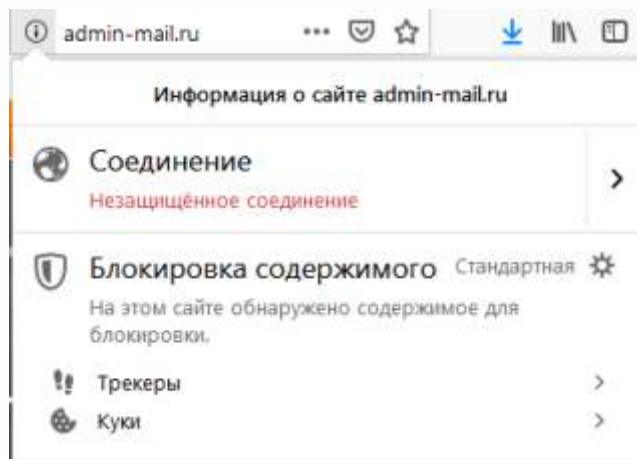 admin-mail.ru
Информация о сайте admin-mail.ru
Соединение
Незащищённое соединение
Блокировка содержимого Стандартная
На этом сайте обнаружено содержимое для
блокировки.
Трекеры
Куки